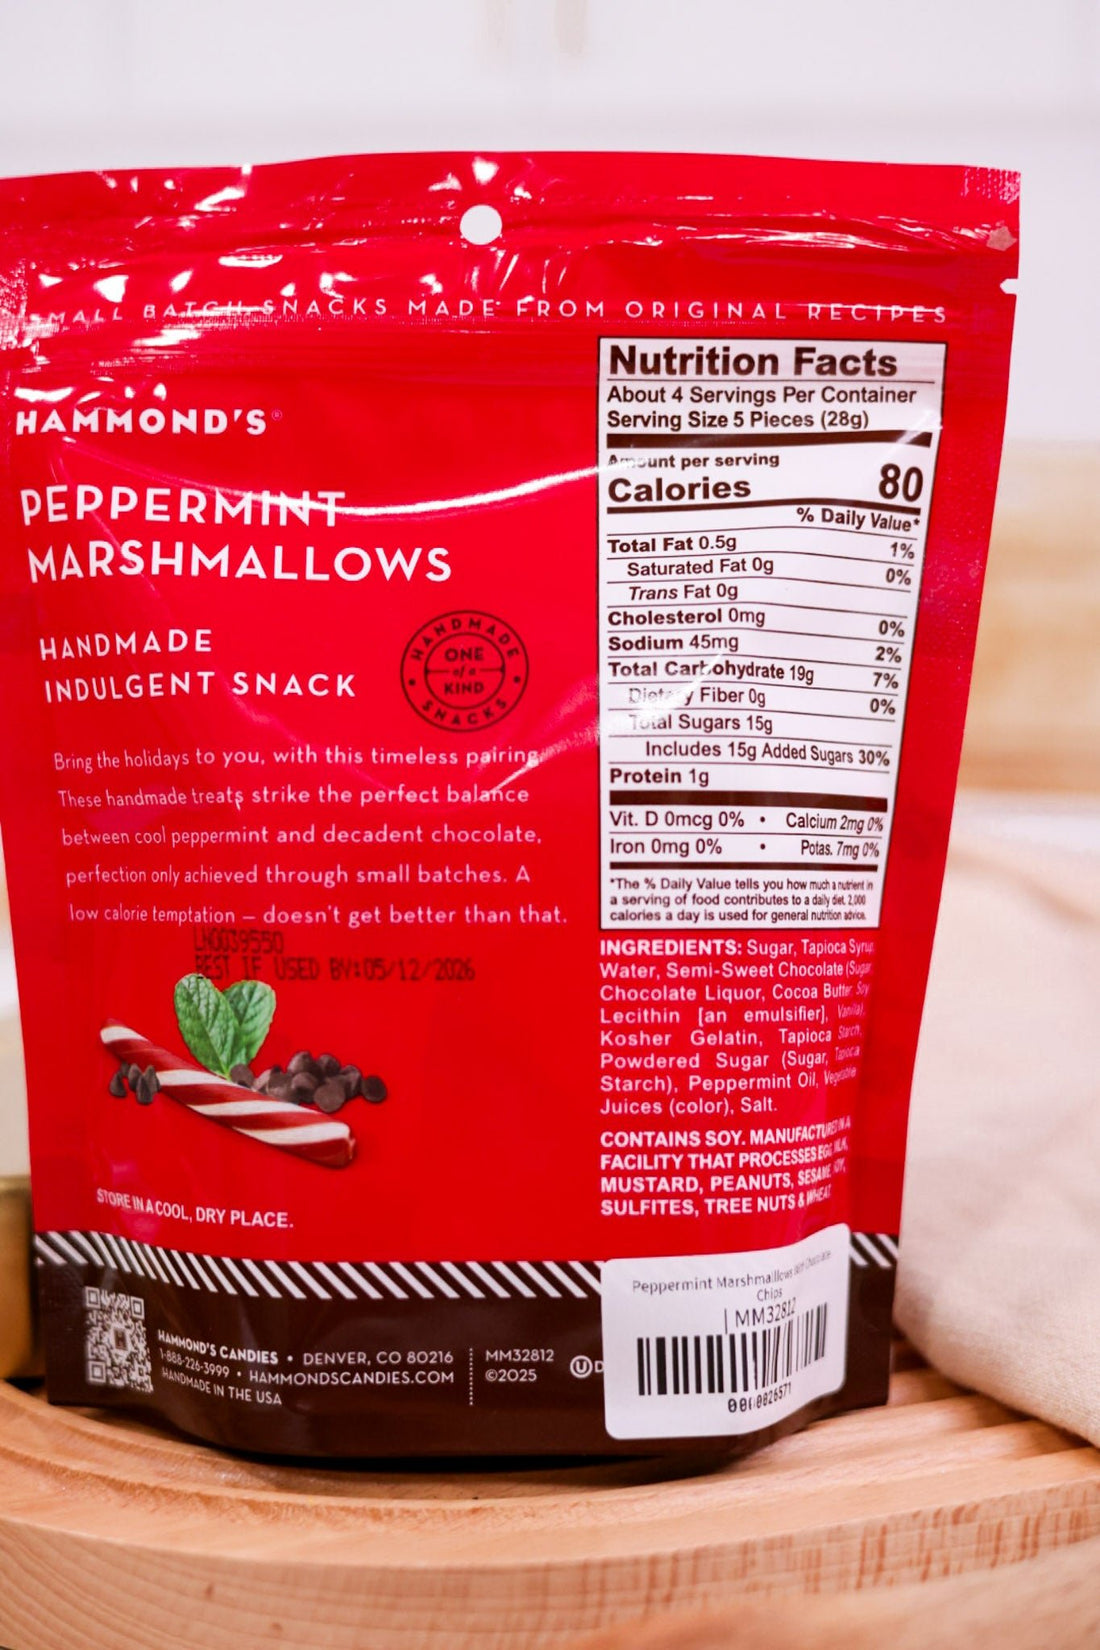 SMALL BATCH SNACKS MADE FROM ORIGINAL RECIPES
HAMMOND'S®
PEPPERMINT
MARSHMALLOWS
HANDMADE
INDULGENT SNACK
HANDMADE
ONE
of a
KIND
SNACKS
Bring the holidays to you, with this timeless pairing.
These handmade treats strike the perfect balance
between cool peppermint and decadent chocolate,
perfection only achieved through small batches. A
low calorie temptation – doesn't get better than that.
LN0039550
BEST IF USED BY:05/12/2026
STORE IN A COOL, DRY PLACE.
HAMMOND'S CANDIES • DENVER, CO 80216
1-888-226-3999 • HAMMONDSCANDIES.COM
HANDMADE IN THE USA
MM32812
©2025
U D
Nutrition Facts
About 4 Servings Per Container
Serving Size 5 Pieces (28g)
Amount per serving
Calories 80
% Daily Value*
Total Fat 0.5g 1%
Saturated Fat 0g 0%
Trans Fat 0g
Cholesterol 0mg 0%
Sodium 45mg 2%
Total Carbohydrate 19g 7%
Dietary Fiber 0g 0%
Total Sugars 15g
Includes 15g Added Sugars 30%
Protein 1g
Vit. D 0mcg 0% • Calcium 2mg 0%
Iron 0mg 0% • Potas. 7mg 0%
*The % Daily Value tells you how much a nutrient in
a serving of food contributes to a daily diet. 2,000
calories a day is used for general nutrition advice.
INGREDIENTS: Sugar, Tapioca Syrup,
Water, Semi-Sweet Chocolate (Sugar,
Chocolate Liquor, Cocoa Butter, Soy
Lecithin [an emulsifier], Vanilla),
Kosher Gelatin, Tapioca Starch,
Powdered Sugar (Sugar, Tapioca
Starch), Peppermint Oil, Vegetable
Juices (color), Salt.
CONTAINS SOY. MANUFACTURED IN A
FACILITY THAT PROCESSES EGG, MILK,
MUSTARD, PEANUTS, SESAME, SOY,
SULFITES, TREE NUTS & WHEAT.
Peppermint Marshmallows with Chocolate
Chips
| MM32812